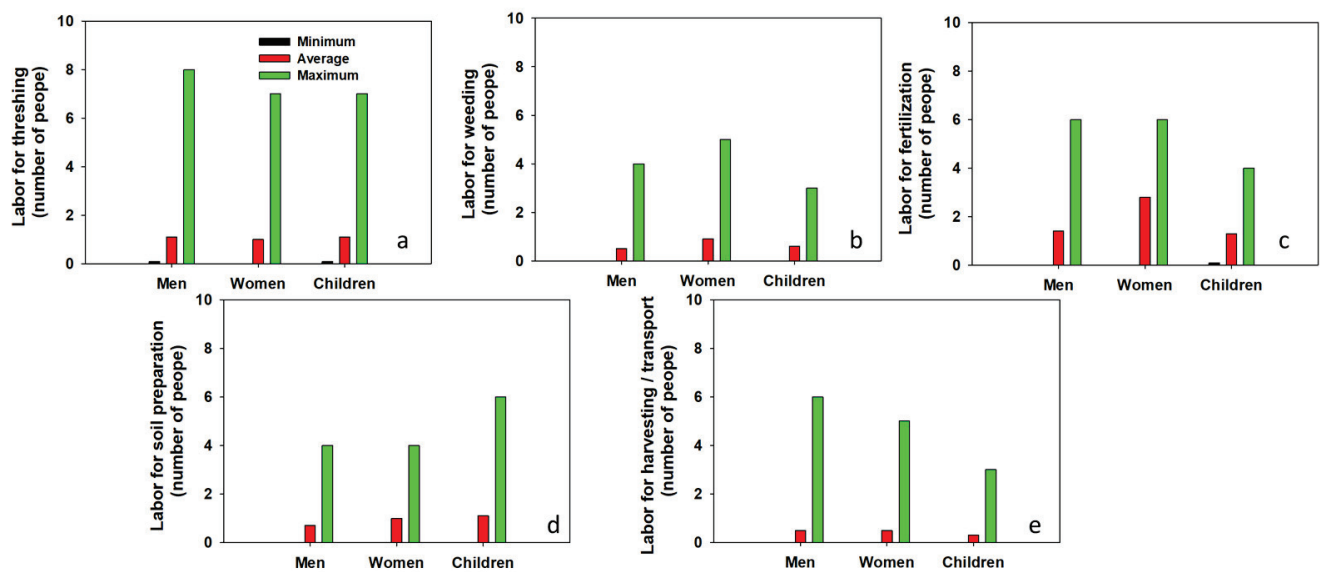 Labor for threshing
(number of peope)
10
8
6
4
2
0
Minimum
Average
Maximum
a
Men Women Children
Labor for weeding
(number of peope)
10
8
6
4
2
0
b
Men Women Children
Labor for fertilization
(number of peope)
10
8
6
4
2
0
c
Men Women Children
Labor for soil preparation
(number of peope)
10
8
6
4
2
0
d
Men Women Children
Labor for harvesting / transport
(number of peope)
10
8
6
4
2
0
e
Men Women Children